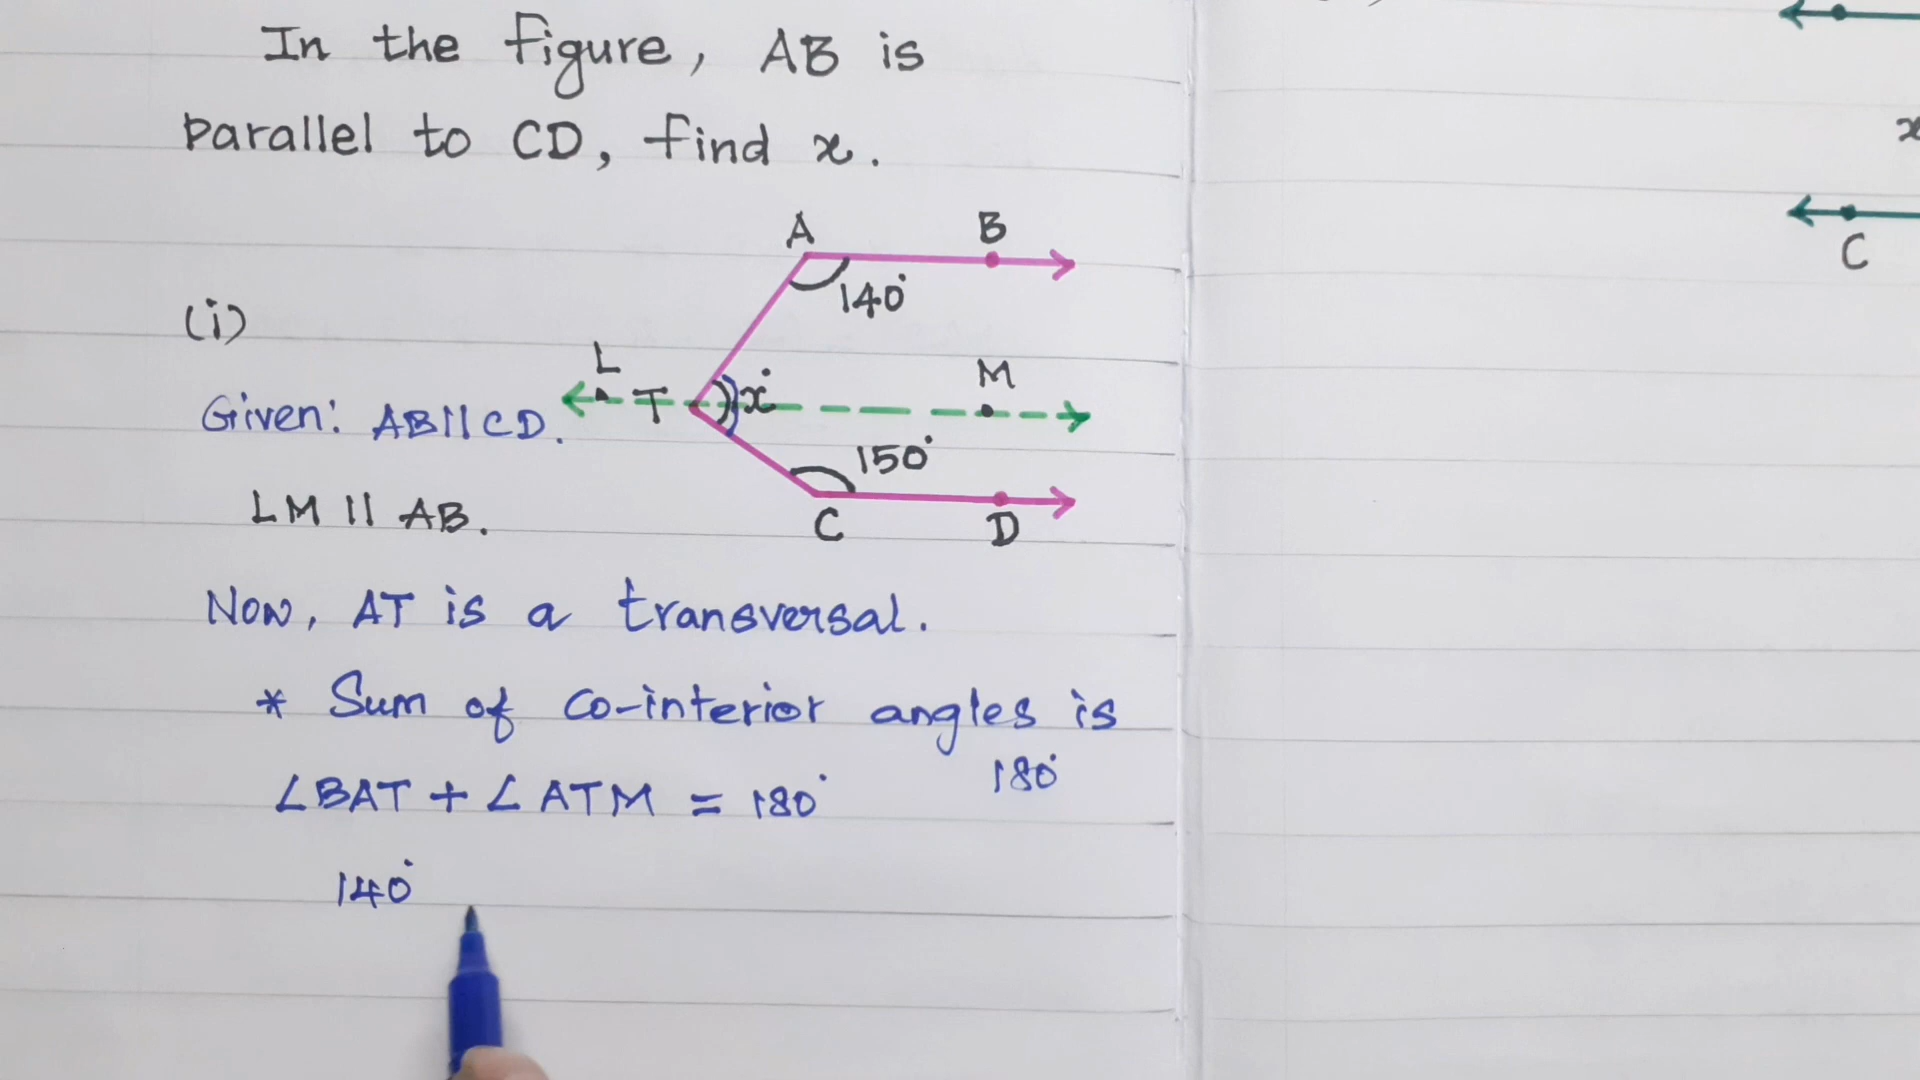 In the figure, AB is
parallel to CD, find x.
A B
140°
(i)
L M
T x°
Given: AB||CD.
150°
LM || AB.
C D
Now, AT is a transversal.
* Sum of co-interior angles is
180°
∠BAT + ∠ATM = 180°
140°
x
C